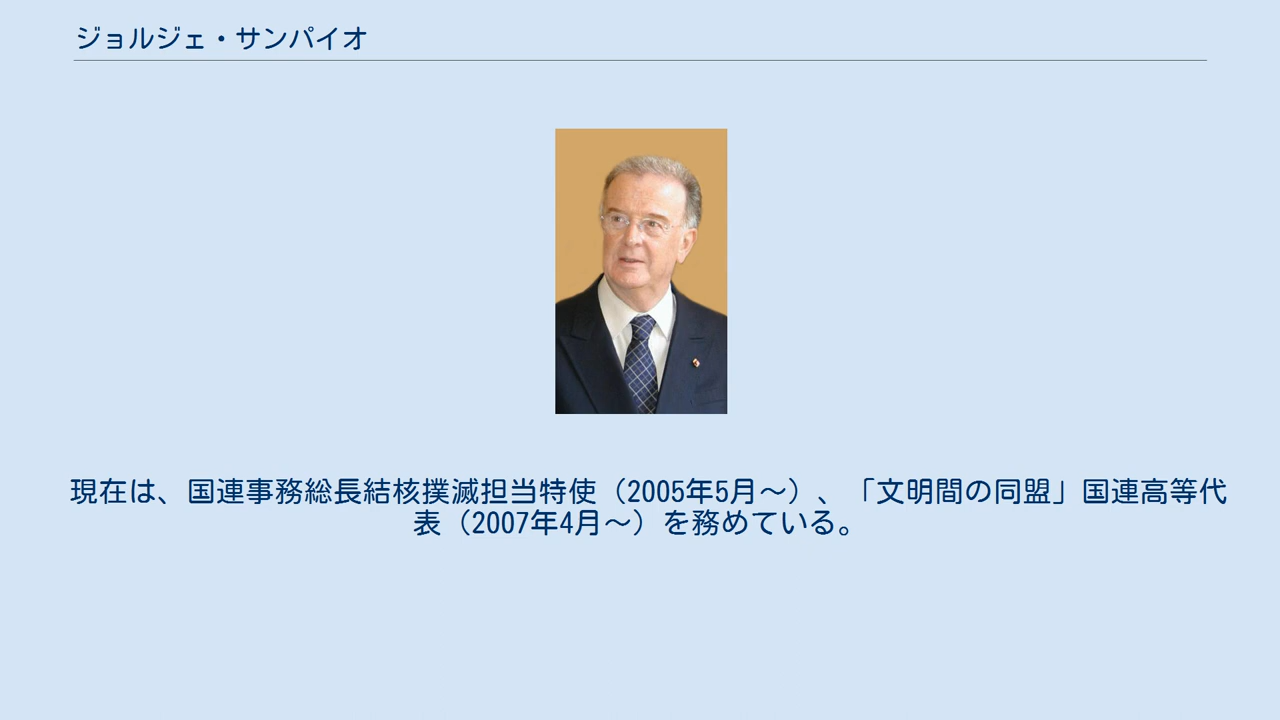 ジョルジェ・サンパイオ
現在は、国連事務総長結核撲滅担当特使（2005年5月～）、「文明間の同盟」国連高等代
表（2007年4月～）を務めている。